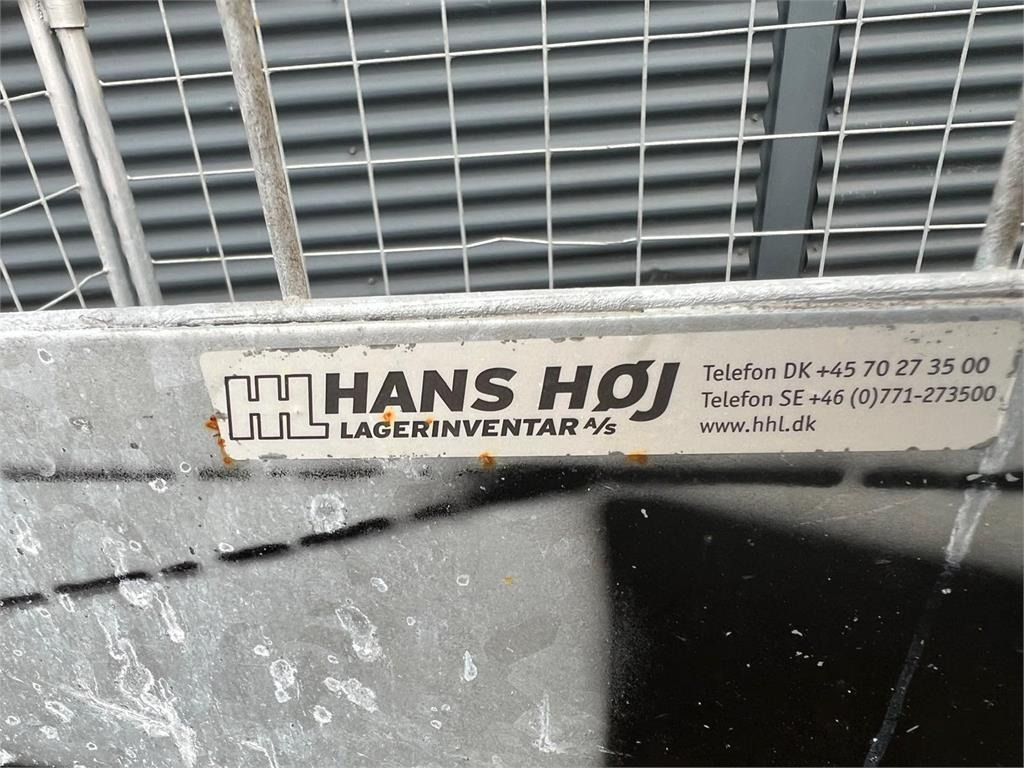 HHL HANS HØJ
LAGERINVENTAR A/S
Telefon DK +45 70 27 35 00
Telefon SE +46 (0)771-273500
www.hhl.dk